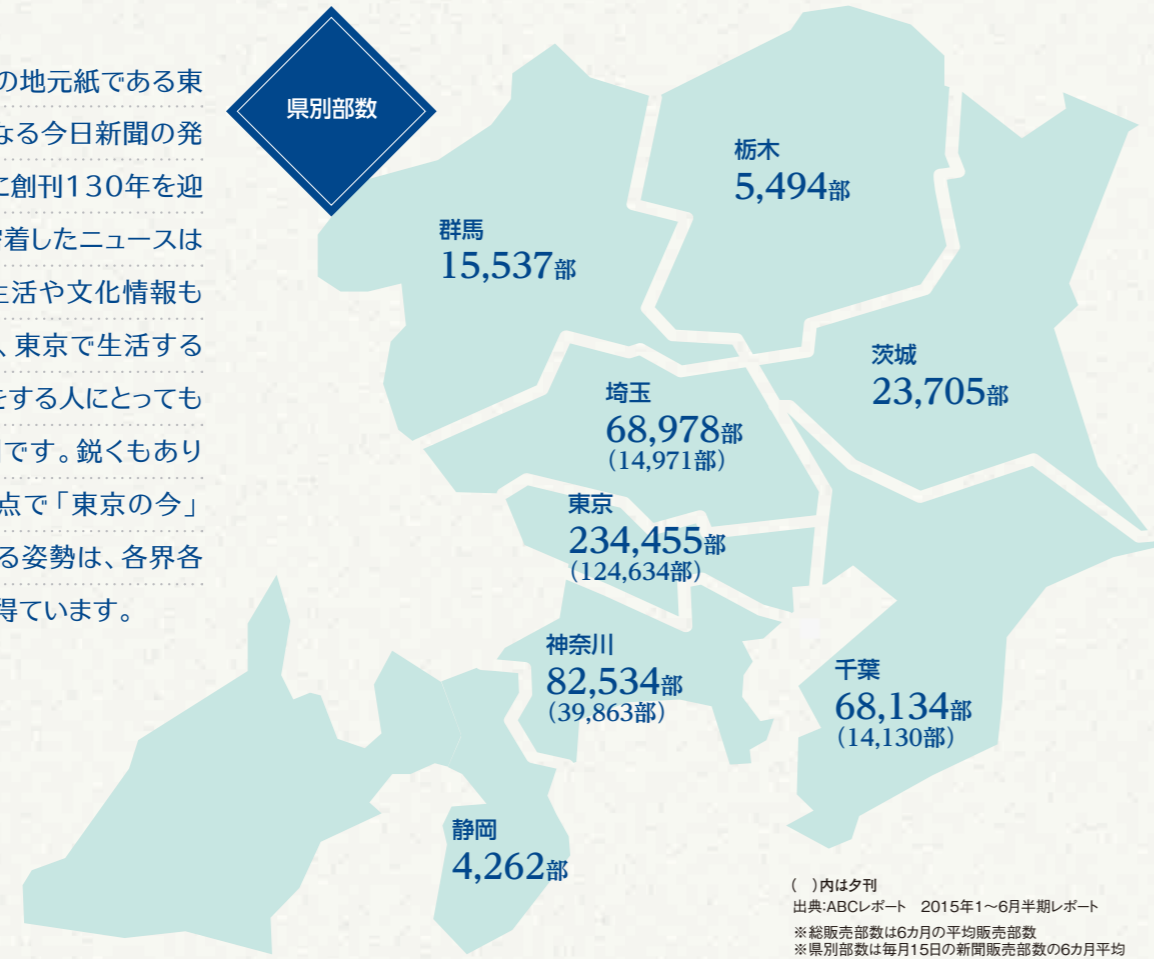 の地元紙である東
なる今日新聞の発
に創刊130年を迎
密着したニュースは
生活や文化情報も
、東京で生活する
をする人にとっても
です。鋭くもあり
点で「東京の今」
る姿勢は、各界各
得ています。
県別部数
栃木
5,494部
群馬
15,537部
茨城
23,705部
埼玉
68,978部
(14,971部)
東京
234,455部
(124,634部)
神奈川
82,534部
(39,863部)
千葉
68,134部
(14,130部)
静岡
4,262部
( )内は夕刊
出典:ABCレポート 2015年1〜6月半期レポート
※総販売部数は6カ月の平均販売部数
※県別部数は毎月15日の新聞販売部数の6カ月平均